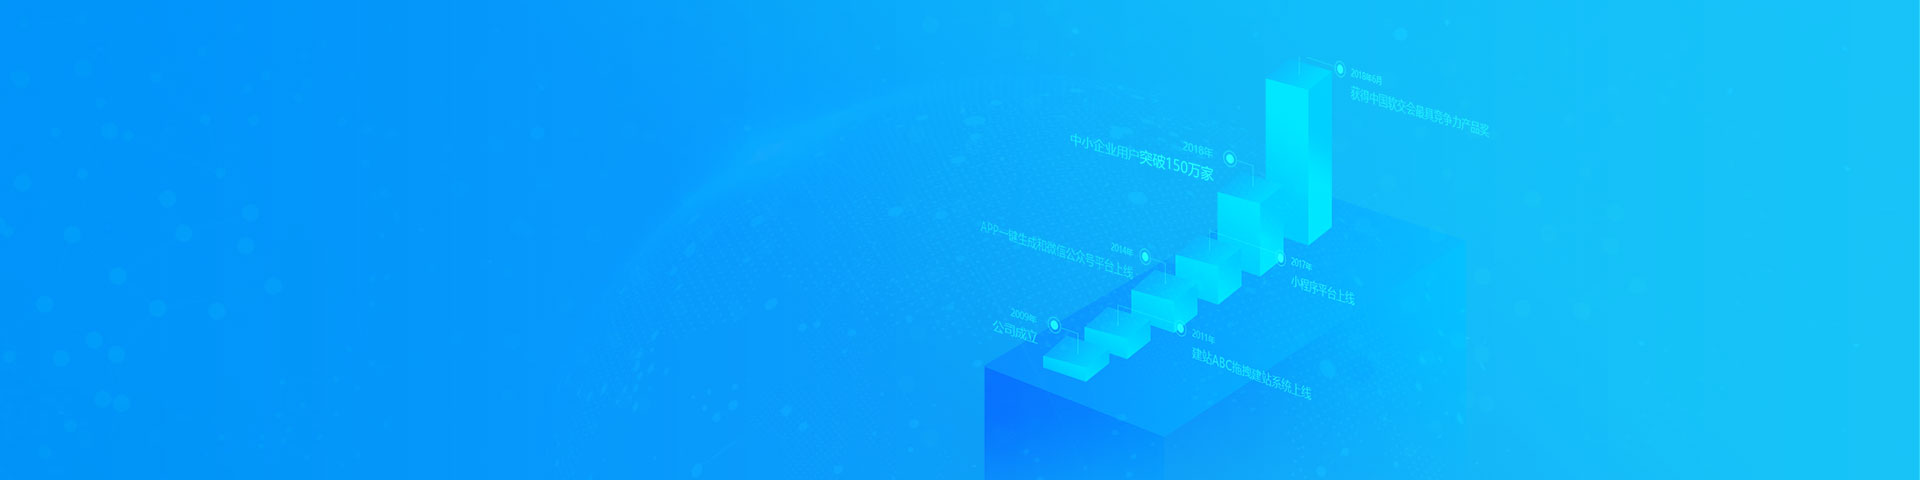 2018年6月
获得中国软交会最具竞争力产品奖
2018年
中小企业用户突破150万家
2017年
小程序平台上线
2014年
APP一键生成和微信公众号平台上线
2011年
建站ABC拖拽建站系统上线
2009年
公司成立